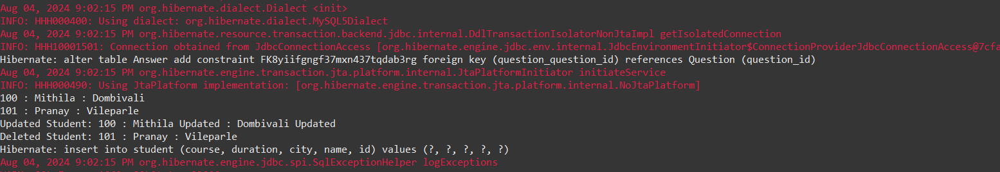 Aug 04, 2024 9:02:15 PM org.hibernate.dialect.Dialect <init>
INFO: HHH000400: Using dialect: org.hibernate.dialect.MySQL5Dialect
Aug 04, 2024 9:02:15 PM org.hibernate.resource.transaction.backend.jdbc.internal.DdlTransactionIsolatorNonJtaImpl getIsolatedConnection
INFO: HHH10001501: Connection obtained from JdbcConnectionAccess [org.hibernate.engine.jdbc.env.internal.JdbcEnvironmentInitiator$ConnectionProviderJdbcConnectionAccess@7cfa
Hibernate: alter table Answer add constraint FK8yiifgngf37mxn437tqdab3rg foreign key (question_question_id) references Question (question_id)
Aug 04, 2024 9:02:15 PM org.hibernate.engine.transaction.jta.platform.internal.JtaPlatformInitiator initiateService
INFO: HHH000490: Using JtaPlatform implementation: [org.hibernate.engine.transaction.jta.platform.internal.NoJtaPlatform]
100 : Mithila : Dombivali
101 : Pranay : Vileparle
Updated Student: 100 : Mithila Updated : Dombivali Updated
Deleted Student: 101 : Pranay : Vileparle
Hibernate: insert into student (course, duration, city, name, id) values (?, ?, ?, ?, ?)
Aug 04, 2024 9:02:15 PM org.hibernate.engine.jdbc.spi.SqlExceptionHelper logExceptions